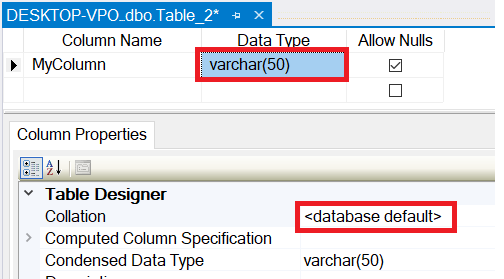 DESKTOP-VPO_dbo.Table_2*
Column Name Data Type Allow Nulls
MyColumn varchar(50)
Column Properties
Table Designer
Collation <database default>
Computed Column Specification
Condensed Data Type varchar(50)